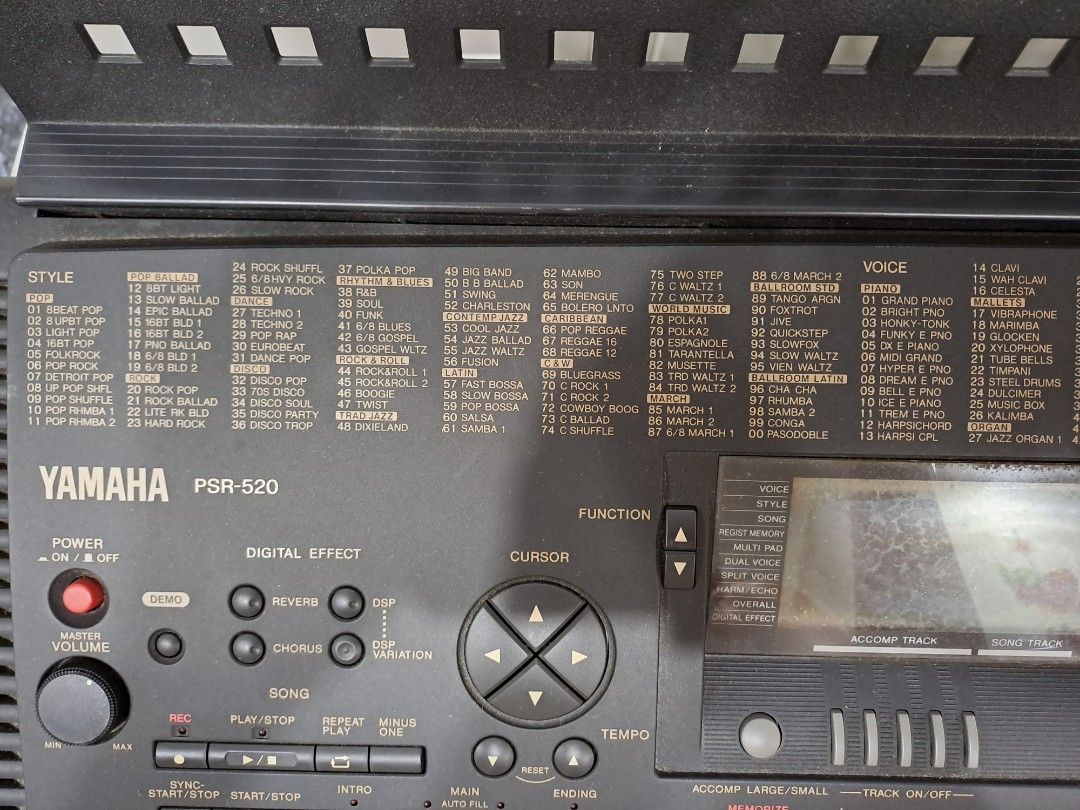 STYLE
POP
01 8BEAT POP
02 8 UPBT POP
03 LIGHT POP
04 16BT POP
05 FOLKROCK
06 POP ROCK
07 DETROIT POP
08 UP POP SHFL
09 POP SHUFFLE
10 POP RHMBA 1
11 POP RHMBA 2
POP BALLAD
12 8BT LIGHT
13 SLOW BALLAD
14 EPIC BALLAD
15 16BT BLD 1
16 16BT BLD 2
17 PNO BALLAD
18 6/8 BLD 1
19 6/8 BLD 2
ROCK
20 ROCK POP
21 ROCK BALLAD
22 LITE RK BLD
23 HARD ROCK
24 ROCK SHUFFL
25 6/8HVY ROCK
26 SLOW ROCK
DANCE
27 TECHNO 1
28 TECHNO 2
29 POP RAP
30 EUROBEAT
31 DANCE POP
DISCO
32 DISCO POP
33 70S DISCO
34 DISCO SOUL
35 DISCO PARTY
36 DISCO TROP
37 POLKA POP
RHYTHM & BLUES
38 R&B
39 SOUL
40 FUNK
41 6/8 BLUES
42 6/8 GOSPEL
43 GOSPEL WLTZ
ROCK & ROLL
44 ROCK&ROLL 1
45 ROCK&ROLL 2
46 BOOGIE
47 TWIST
TRAD JAZZ
48 DIXIELAND
49 BIG BAND
50 B B BALLAD
51 SWING
52 CHARLESTON
CONTEMP JAZZ
53 COOL JAZZ
54 JAZZ BALLAD
55 JAZZ WALTZ
56 FUSION
LATIN
57 FAST BOSSA
58 SLOW BOSSA
59 POP BOSSA
60 SALSA
61 SAMBA 1
62 MAMBO
63 SON
64 MERENGUE
65 BOLERO LNTO
CARIBBEAN
66 POP REGGAE
67 REGGAE 16
68 REGGAE 12
C & W
69 BLUEGRASS
70 C ROCK 1
71 C ROCK 2
72 COWBOY BOOG
73 C BALLAD
74 C SHUFFLE
75 TWO STEP
76 C WALTZ 1
77 C WALTZ 2
WORLD MUSIC
78 POLKA1
79 POLKA2
80 ESPAGNOLE
81 TARANTELLA
82 MUSETTE
83 TRD WALTZ 1
84 TRD WALTZ 2
MARCH
85 MARCH 1
86 MARCH 2
87 6/8 MARCH 1
88 6/8 MARCH 2
BALLROOM STD
89 TANGO ARGN
90 FOXTROT
91 JIVE
92 QUICKSTEP
93 SLOWFOX
94 SLOW WALTZ
95 VIEN WALTZ
BALLROOM LATIN
96 CHA CHA
97 RHUMBA
98 SAMBA 2
99 CONGA
00 PASODOBLE
VOICE
PIANO
01 GRAND PIANO
02 BRIGHT PNO
03 HONKY-TONK
04 FUNKY E PNO
05 DX E PIANO
06 MIDI GRAND
07 HYPER E PNO
08 DREAM E PNO
09 BELL E PNO
10 ICE E PIANO
11 TREM E PNO
12 HARPSICHORD
13 HARPSI CPL
14 CLAVI
15 WAH CLAVI
16 CELESTA
MALLETS
17 VIBRAPHONE
18 MARIMBA
19 GLOCKEN
20 XYLOPHONE
21 TUBE BELLS
22 TIMPANI
23 STEEL DRUMS
24 DULCIMER
25 MUSIC BOX
26 KALIMBA
ORGAN
27 JAZZ ORGAN 1
YAMAHA PSR-520
POWER
ON / OFF
MASTER
VOLUME
MIN MAX
DEMO
DIGITAL EFFECT
REVERB
DSP
CHORUS
DSP
VARIATION
CURSOR
FUNCTION
VOICE
STYLE
SONG
REGIST MEMORY
MULTI PAD
DUAL VOICE
SPLIT VOICE
HARM/ECHO
OVERALL
DIGITAL EFFECT
ACCOMP TRACK
SONG TRACK
SONG
REC
PLAY/STOP
REPEAT
PLAY
MINUS
ONE
TEMPO
RESET
SYNC-
START/STOP
START/STOP
INTRO
MAIN
AUTO FILL
ENDING
ACCOMP LARGE/SMALL
TRACK ON/OFF
MEMORIZE